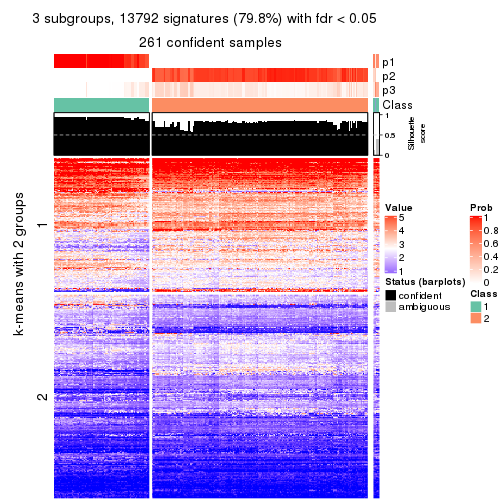 3 subgroups, 13792 signatures (79.8%) with fdr < 0.05
261 confident samples
p1
p2
p3
Class
1
0.5
0
Silhouette
score
k-means with 2 groups
1
2
Value
5
4
3
2
1
Prob
1
0.8
0.6
0.4
0.2
0
Status (barplots)
confident
ambiguous
Class
1
2